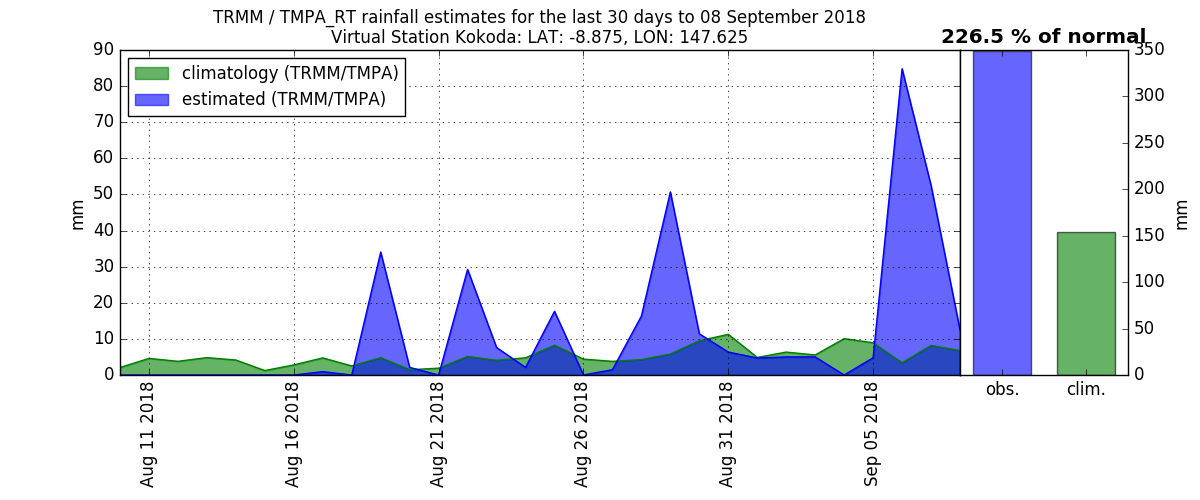 TRMM / TMPA_RT rainfall estimates for the last 30 days to 08 September 2018
Virtual Station Kokoda: LAT: -8.875, LON: 147.625
226.5 % of normal
climatology (TRMM/TMPA)
estimated (TRMM/TMPA)
90
80
70
60
50
40
30
20
10
0
mm
Aug 11 2018
Aug 16 2018
Aug 21 2018
Aug 26 2018
Aug 31 2018
Sep 05 2018
350
300
250
200
150
100
50
0
mm
obs.
clim.